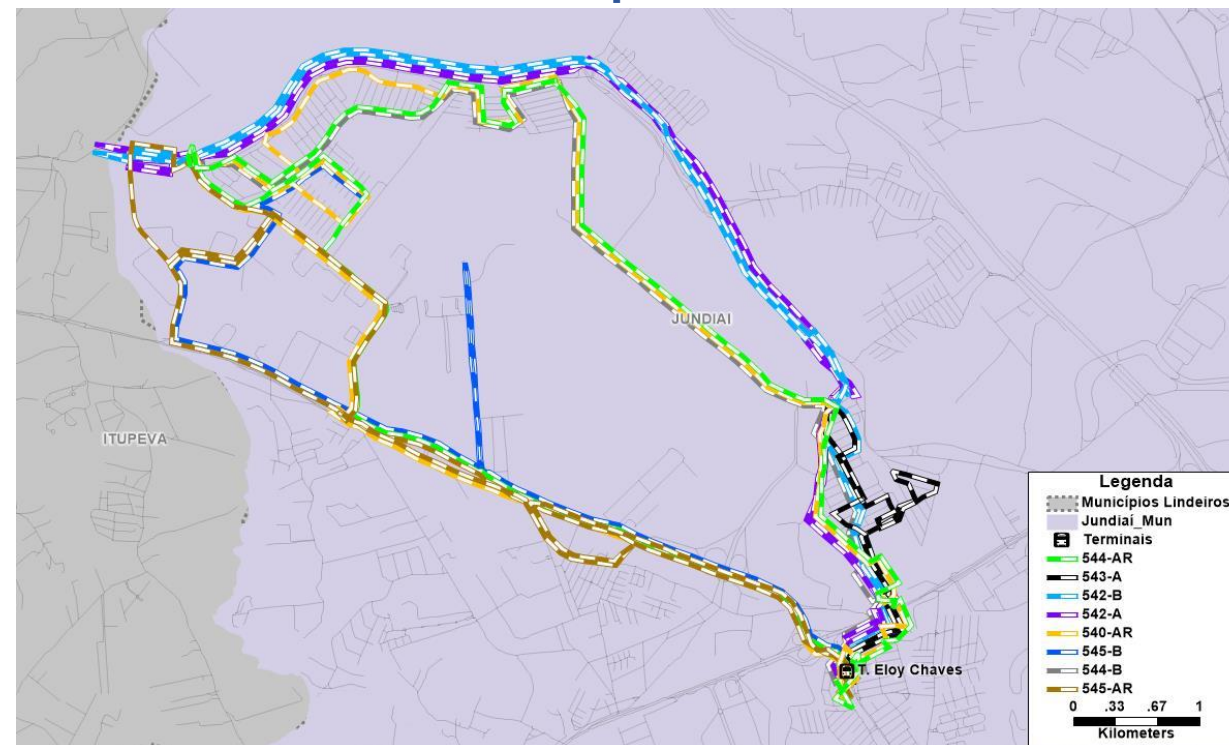 JUNDIAI
ITUPEVA
T. Eloy Chaves
Legenda
Municípios Lindeiros
Jundiaí_Mun
Terminais
544-AR
543-A
542-B
542-A
540-AR
545-B
544-B
545-AR
0 .33 .67 1
Kilometers